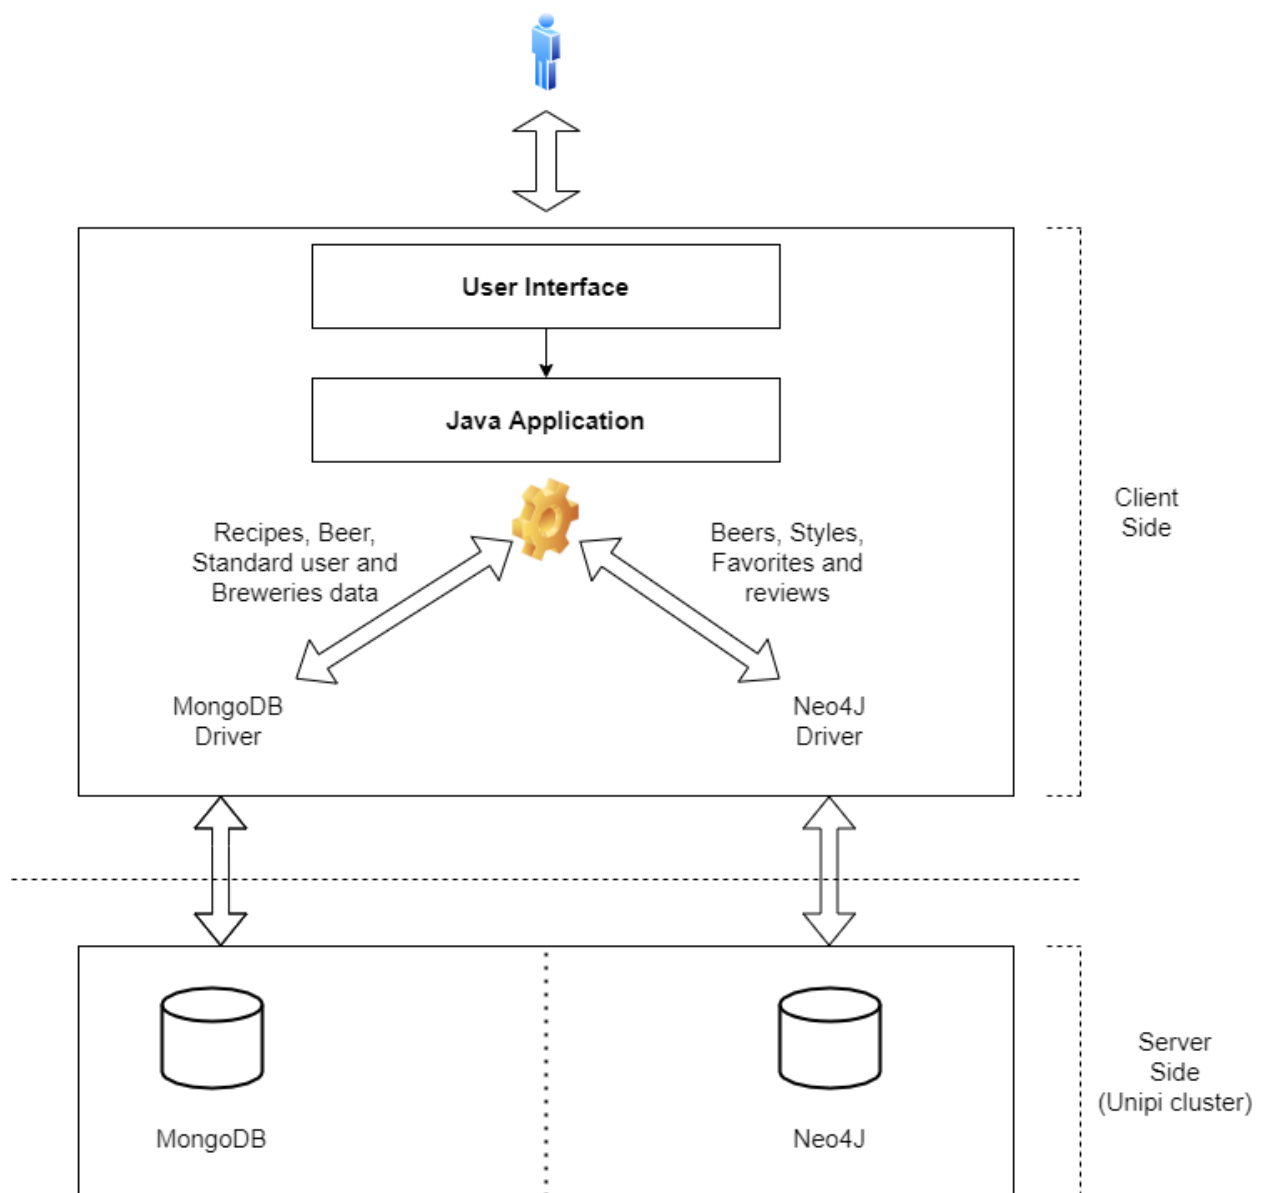 User Interface
Java Application
Recipes, Beer,
Standard user and
Breweries data
Beers, Styles,
Favorites and
reviews
Client
Side
MongoDB
Driver
Neo4J
Driver
Server
Side
(Unipi cluster)
MongoDB
Neo4J